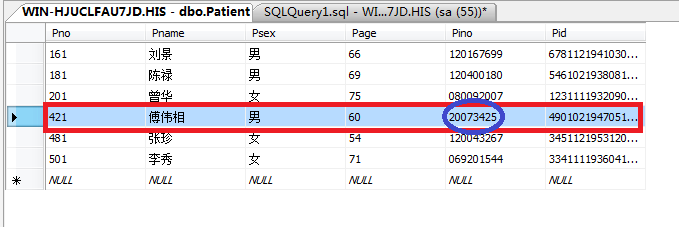 WIN-HJUCLFAU7JD.HIS - dbo.Patient SQLQuery1.sql - WI...7JD.HIS (sa (55))*
Pno Pname Psex Page Pino Pid
161 刘景 男 66 120167699 6781121941030...
181 陈禄 男 69 120400180 5461021938081...
201 曾华 女 75 080092007 1231111932090...
421 傅伟相 男 60 20073425 4901021947051...
481 张珍 女 54 120043267 3451121953120...
501 李秀 女 71 069201544 3341111936041...
NULL NULL NULL NULL NULL NULL